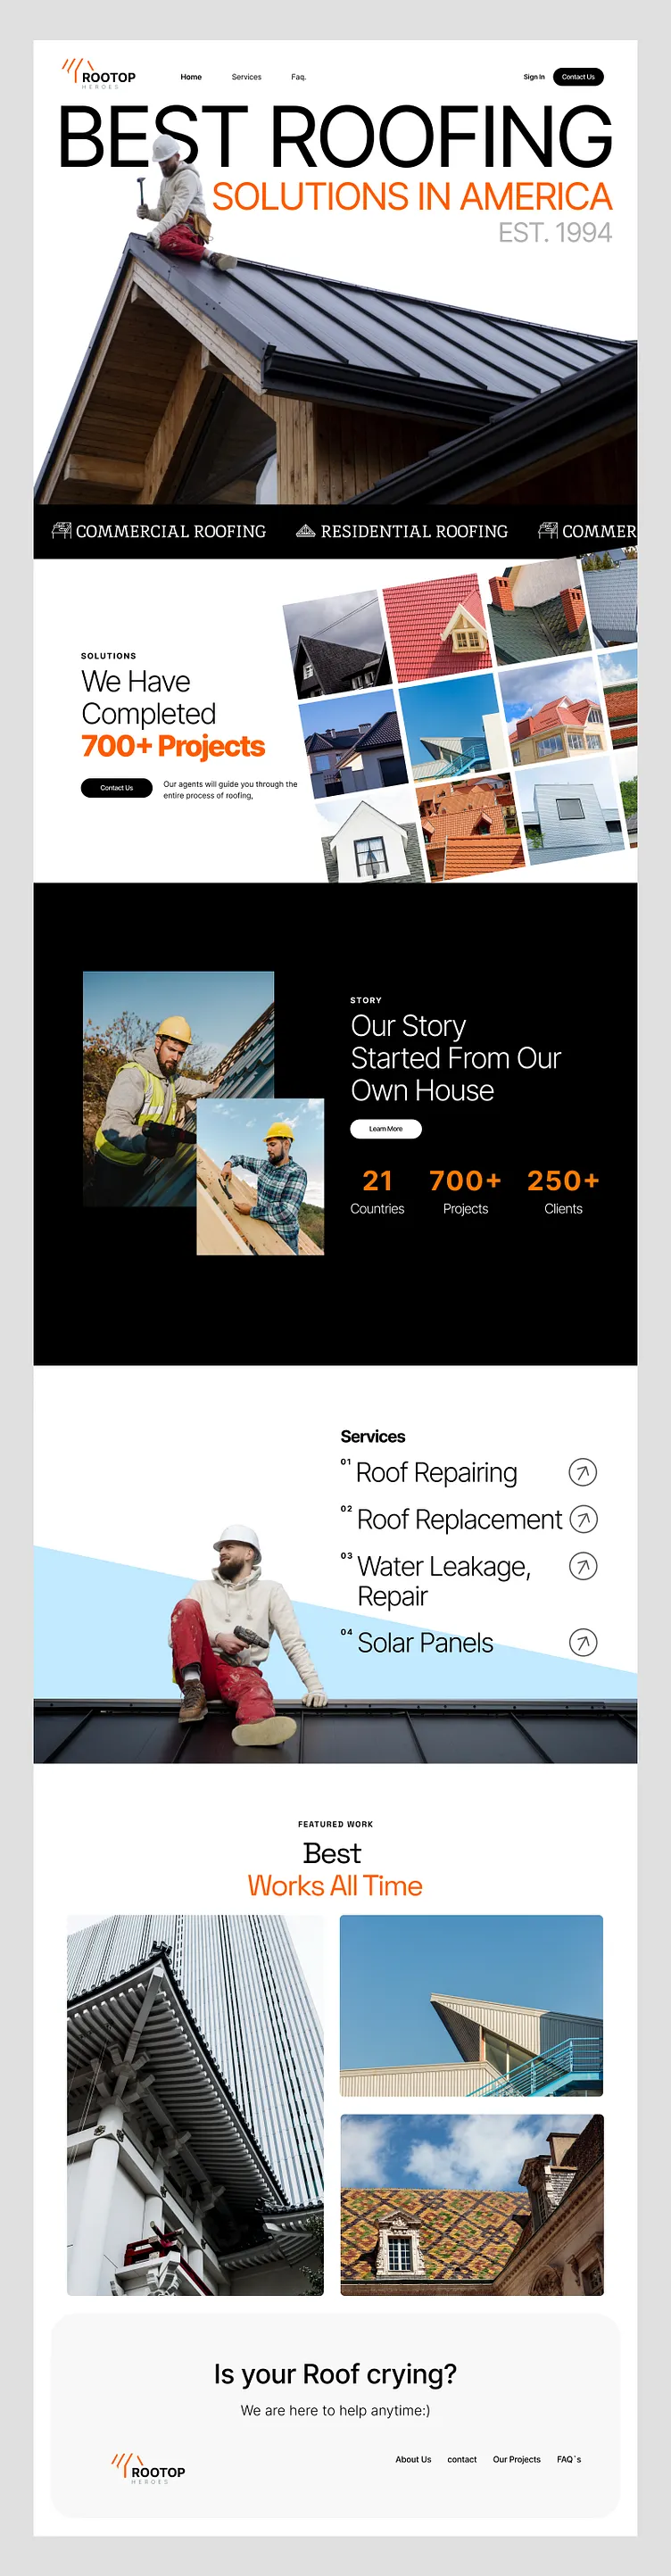 ROOTOP
HEROES
Home Services Faq.
Sign In Contact Us
BEST ROOFING
SOLUTIONS IN AMERICA
EST. 1994
COMMERCIAL ROOFING RESIDENTIAL ROOFING COMMER
SOLUTIONS
We Have
Completed
700+ Projects
Contact Us
Our agents will guide you through the
entire process of roofing,
STORY
Our Story
Started From Our
Own House
Learn More
21 700+ 250+
Countries Projects Clients
Services
01 Roof Repairing
02 Roof Replacement
03 Water Leakage,
Repair
04 Solar Panels
FEATURED WORK
Best
Works All Time
Is your Roof crying?
We are here to help anytime:)
ROOTOP
HEROES
About Us contact Our Projects FAQ`s